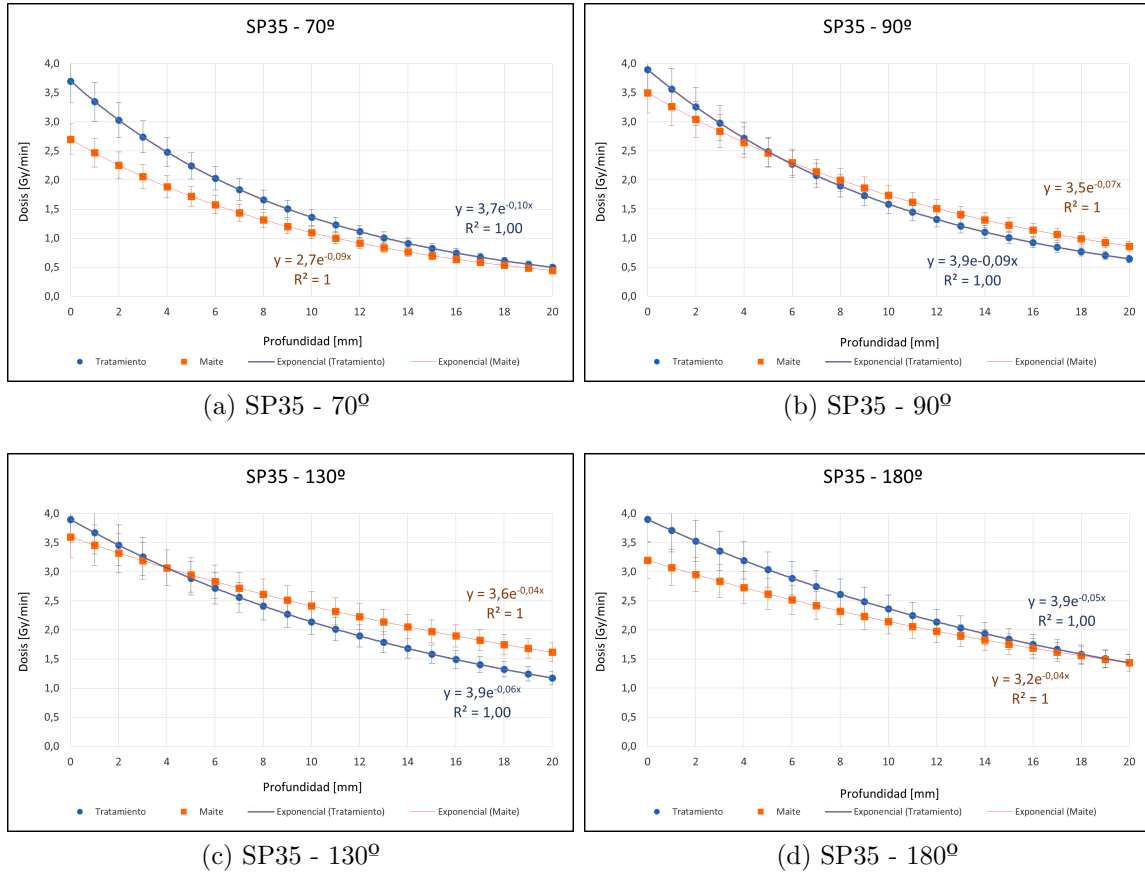 SP35 - 70º
Dosis [Gy/min]
4,0
3,5
3,0
2,5
2,0
1,5
1,0
0,5
0,0
y = 3,7e^-0,10x
R² = 1,00
y = 2,7e^-0,09x
R² = 1
0 2 4 6 8 10 12 14 16 18 20
Profundidad [mm]
Tratamiento Maite Exponencial (Tratamiento) Exponencial (Maite)
(a) SP35 - 70º
SP35 - 90º
Dosis [Gy/min]
4,0
3,5
3,0
2,5
2,0
1,5
1,0
0,5
0,0
y = 3,5e^-0,07x
R² = 1
y = 3,9e-0,09x
R² = 1,00
0 2 4 6 8 10 12 14 16 18 20
Profundidad [mm]
Tratamiento Maite Exponencial (Tratamiento) Exponencial (Maite)
(b) SP35 - 90º
SP35 - 130º
Dosis [Gy/min]
4,0
3,5
3,0
2,5
2,0
1,5
1,0
0,5
0,0
y = 3,6e^-0,04x
R² = 1
y = 3,9e^-0,06x
R² = 1,00
0 2 4 6 8 10 12 14 16 18 20
Profundidad [mm]
Tratamiento Maite Exponencial (Tratamiento) Exponencial (Maite)
(c) SP35 - 130º
SP35 - 180º
Dosis [Gy/min]
4,0
3,5
3,0
2,5
2,0
1,5
1,0
0,5
0,0
y = 3,9e^-0,05x
R² = 1,00
y = 3,2e^-0,04x
R² = 1
0 2 4 6 8 10 12 14 16 18 20
Profundidad [mm]
Tratamiento Maite Exponencial (Tratamiento) Exponencial (Maite)
(d) SP35 - 180º